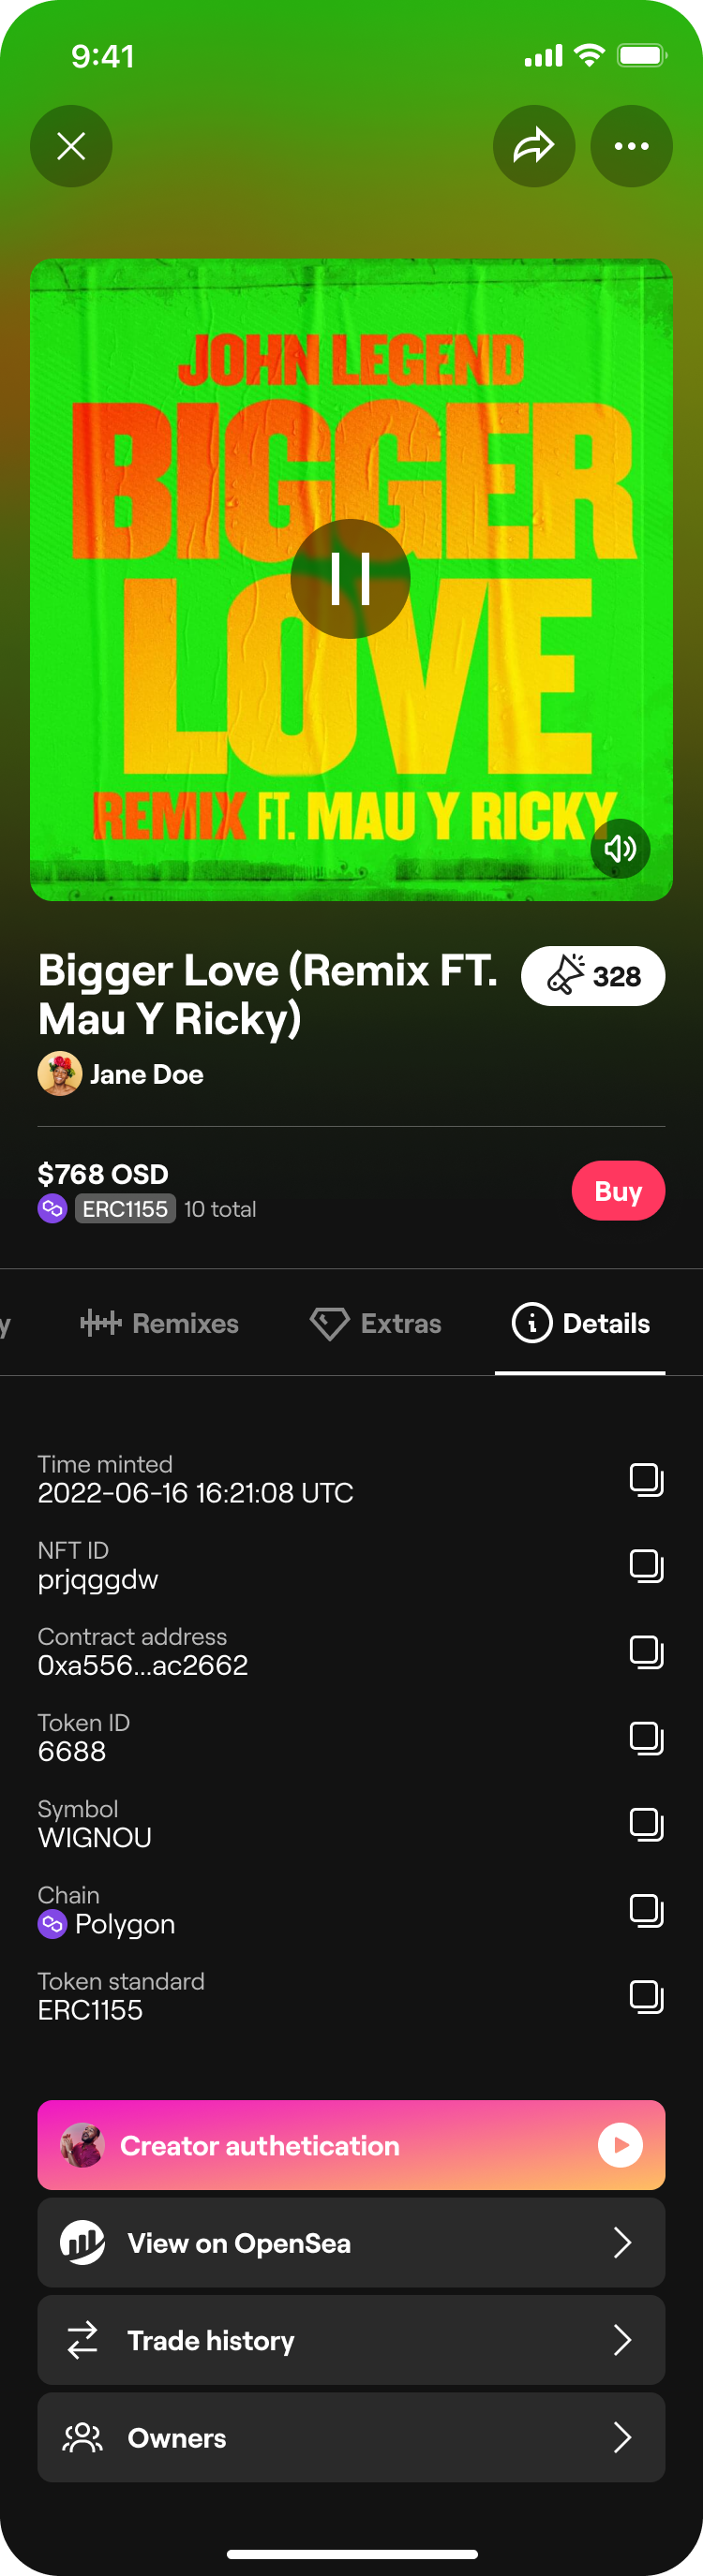 9:41
JOHN LEGEND
BIGGER
LOVE
REMIX FT. MAU Y RICKY
Bigger Love (Remix FT.
Mau Y Ricky)
328
Jane Doe
$768 OSD
ERC1155 10 total
Buy
y Remixes Extras Details
Time minted
2022-06-16 16:21:08 UTC
NFT ID
prjqggdw
Contract address
0xa556...ac2662
Token ID
6688
Symbol
WIGNOU
Chain
Polygon
Token standard
ERC1155
Creator authetication
View on OpenSea
Trade history
Owners